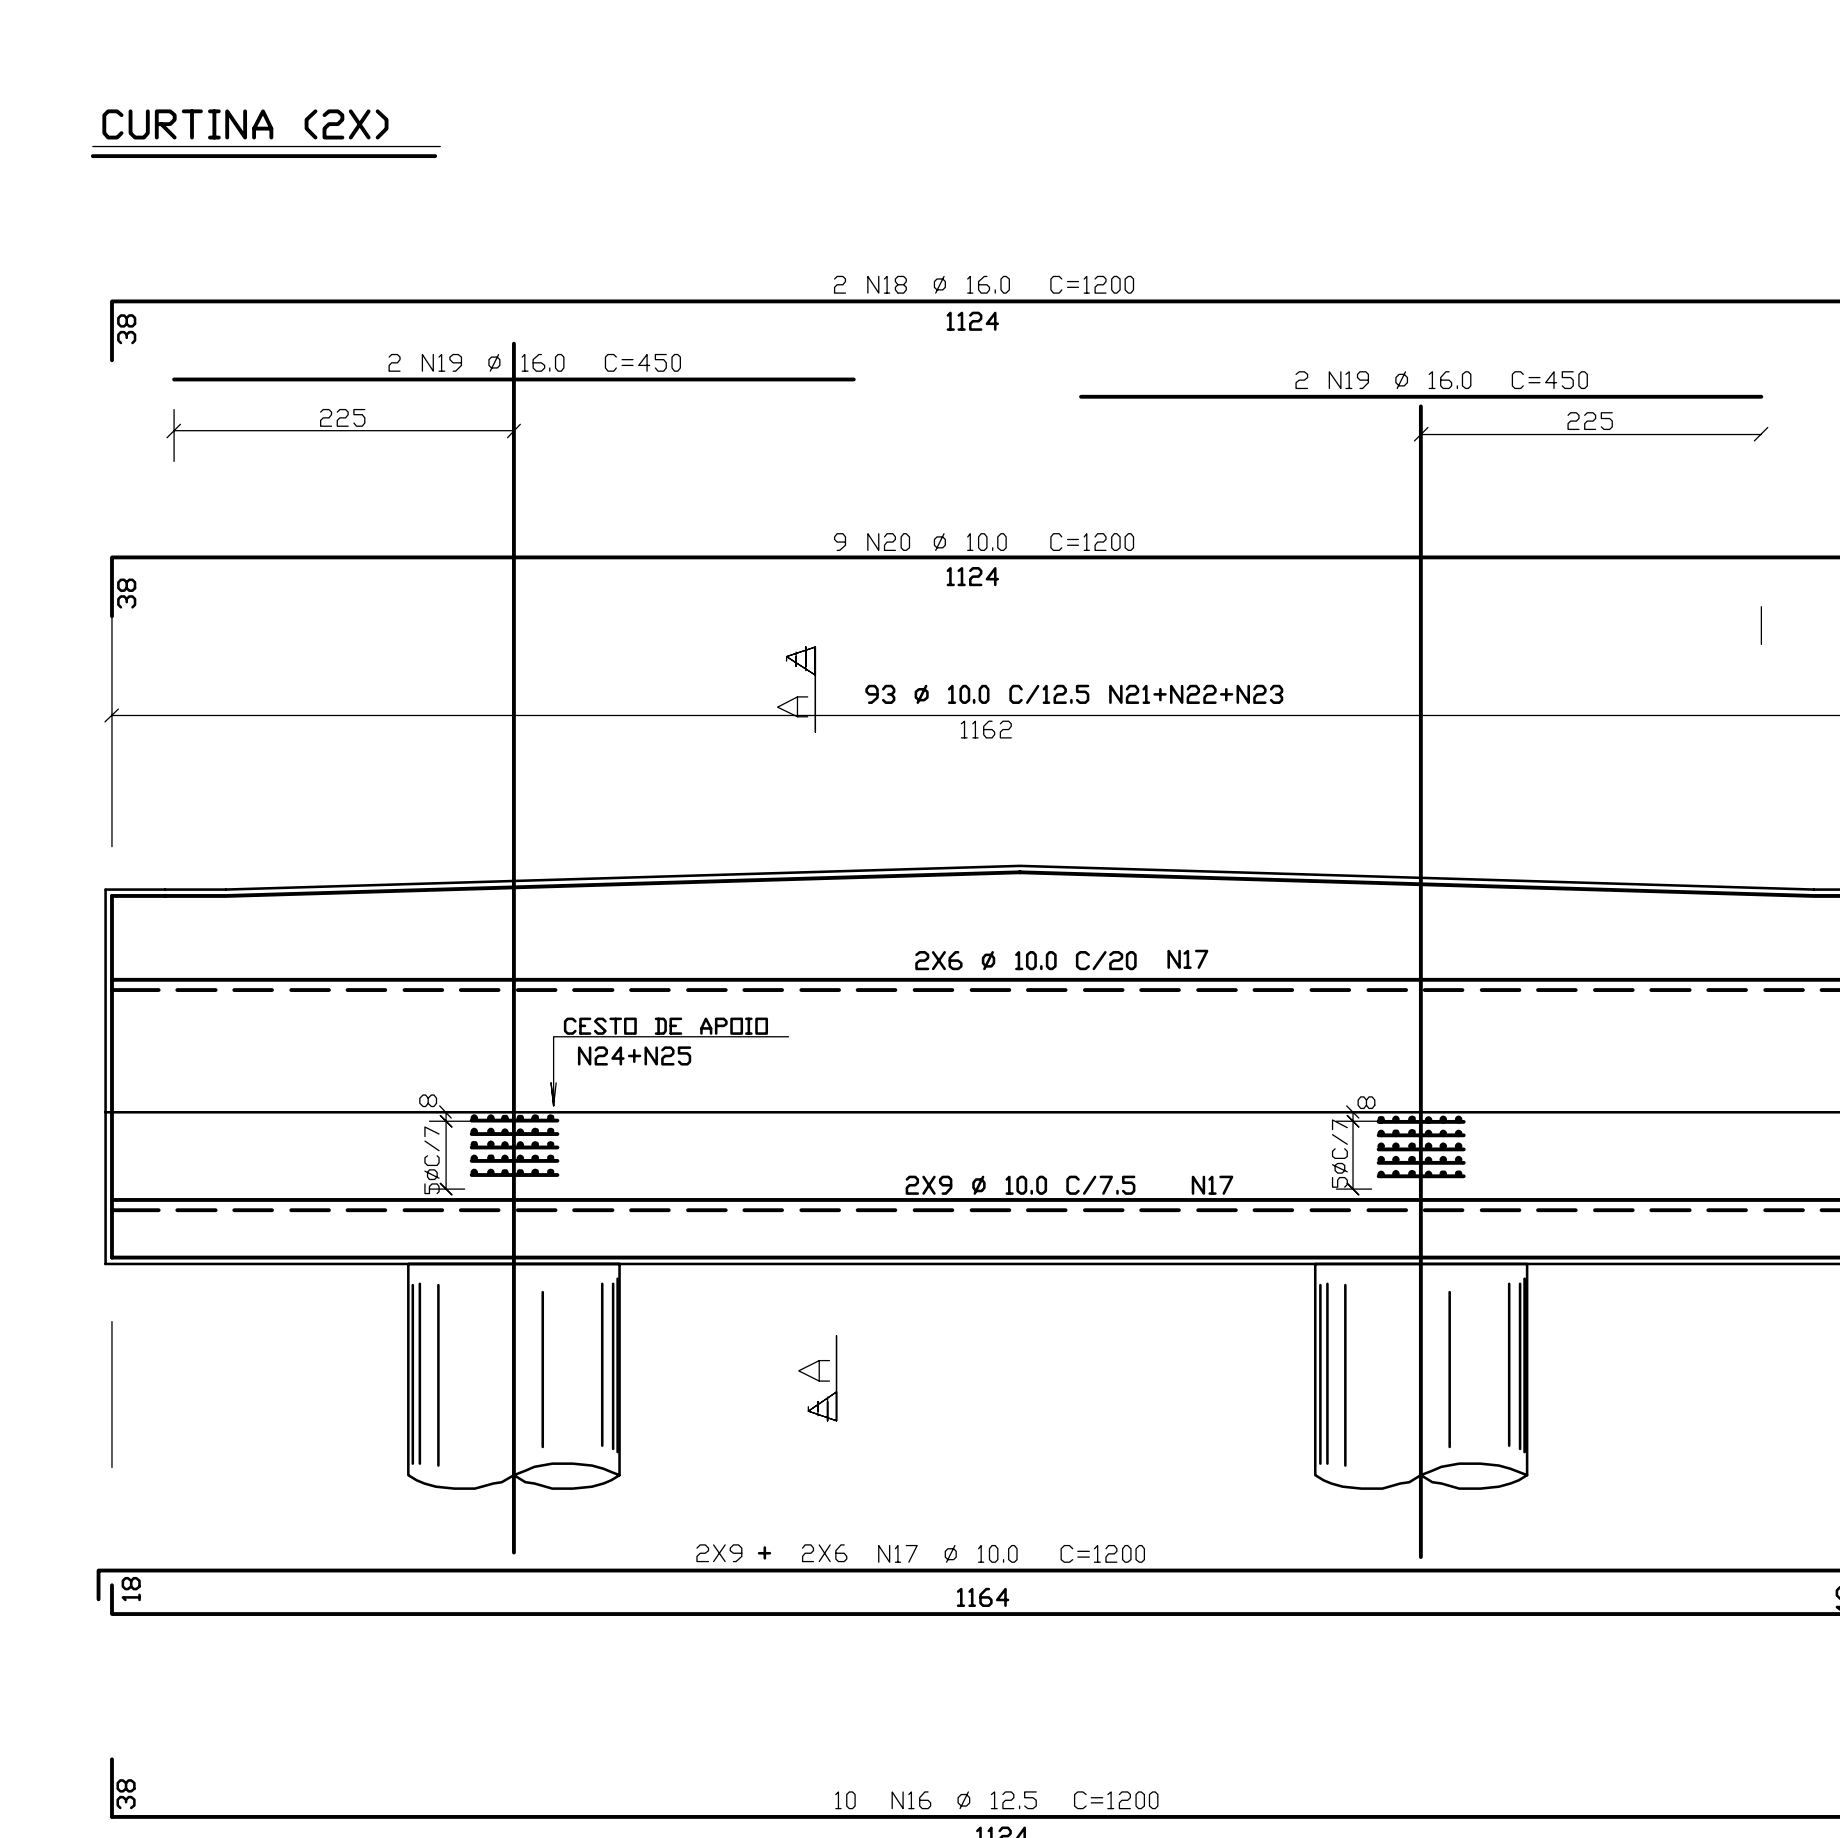 CURTINA (2X)
2 N18 ø 16.0 C=1200
1124
38
2 N19 ø 16.0 C=450
2 N19 ø 16.0 C=450
225
225
9 N20 ø 10.0 C=1200
1124
38
A
93 ø 10.0 C/12.5 N21+N22+N23
A
1162
2X6 ø 10.0 C/20 N17
CESTO DE APOIO
N24+N25
8
8
5øC/7
5øC/7
2X9 ø 10.0 C/7.5 N17
A
A
2X9 + 2X6 N17 ø 10.0 C=1200
18
1164
38
10 N16 ø 12.5 C=1200
1124